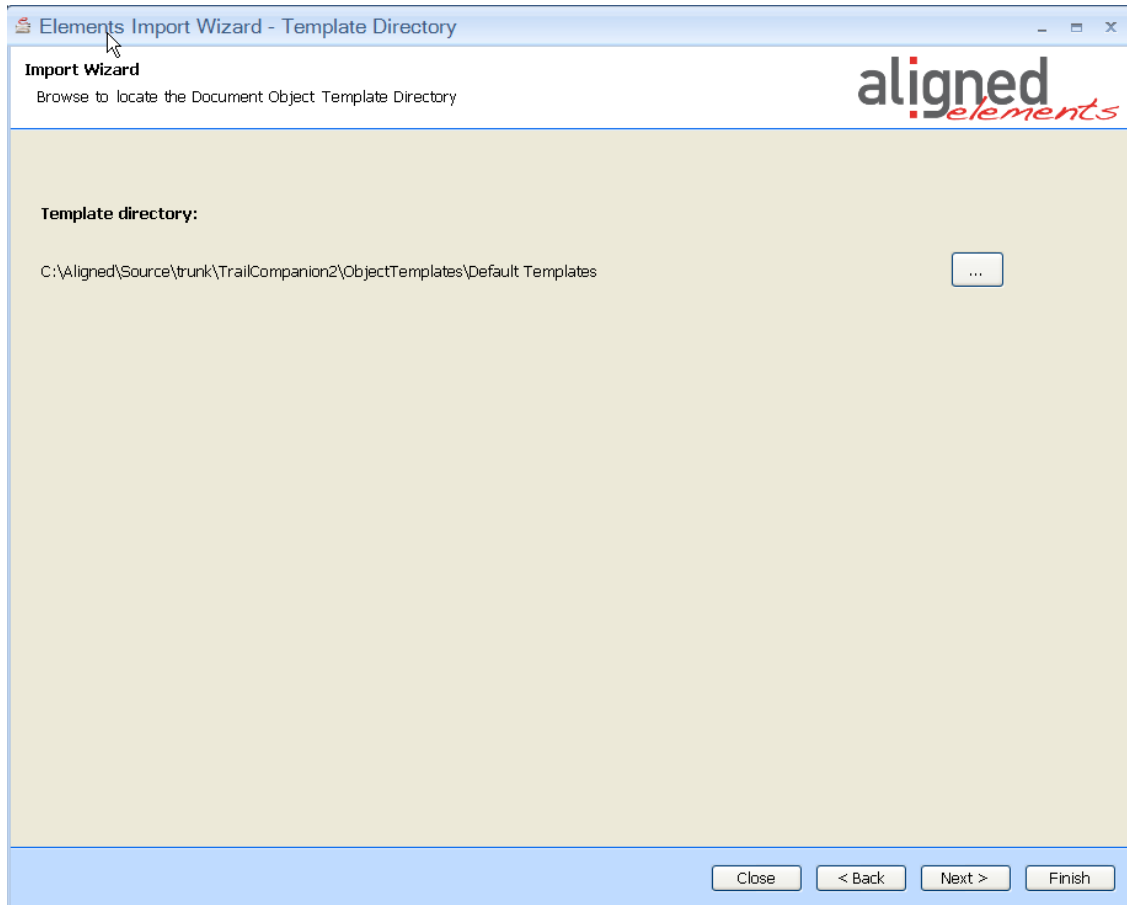 Elements Import Wizard - Template Directory
Import Wizard
Browse to locate the Document Object Template Directory
aligned
elements
Template directory:
C:\Aligned\Source\trunk\TrailCompanion2\ObjectTemplates\Default Templates
...
Close
< Back
Next >
Finish